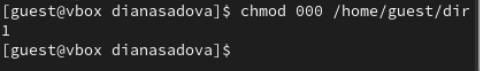 [guest@vbox dianasadova]$ chmod 000 /home/guest/dir
1
[guest@vbox dianasadova]$